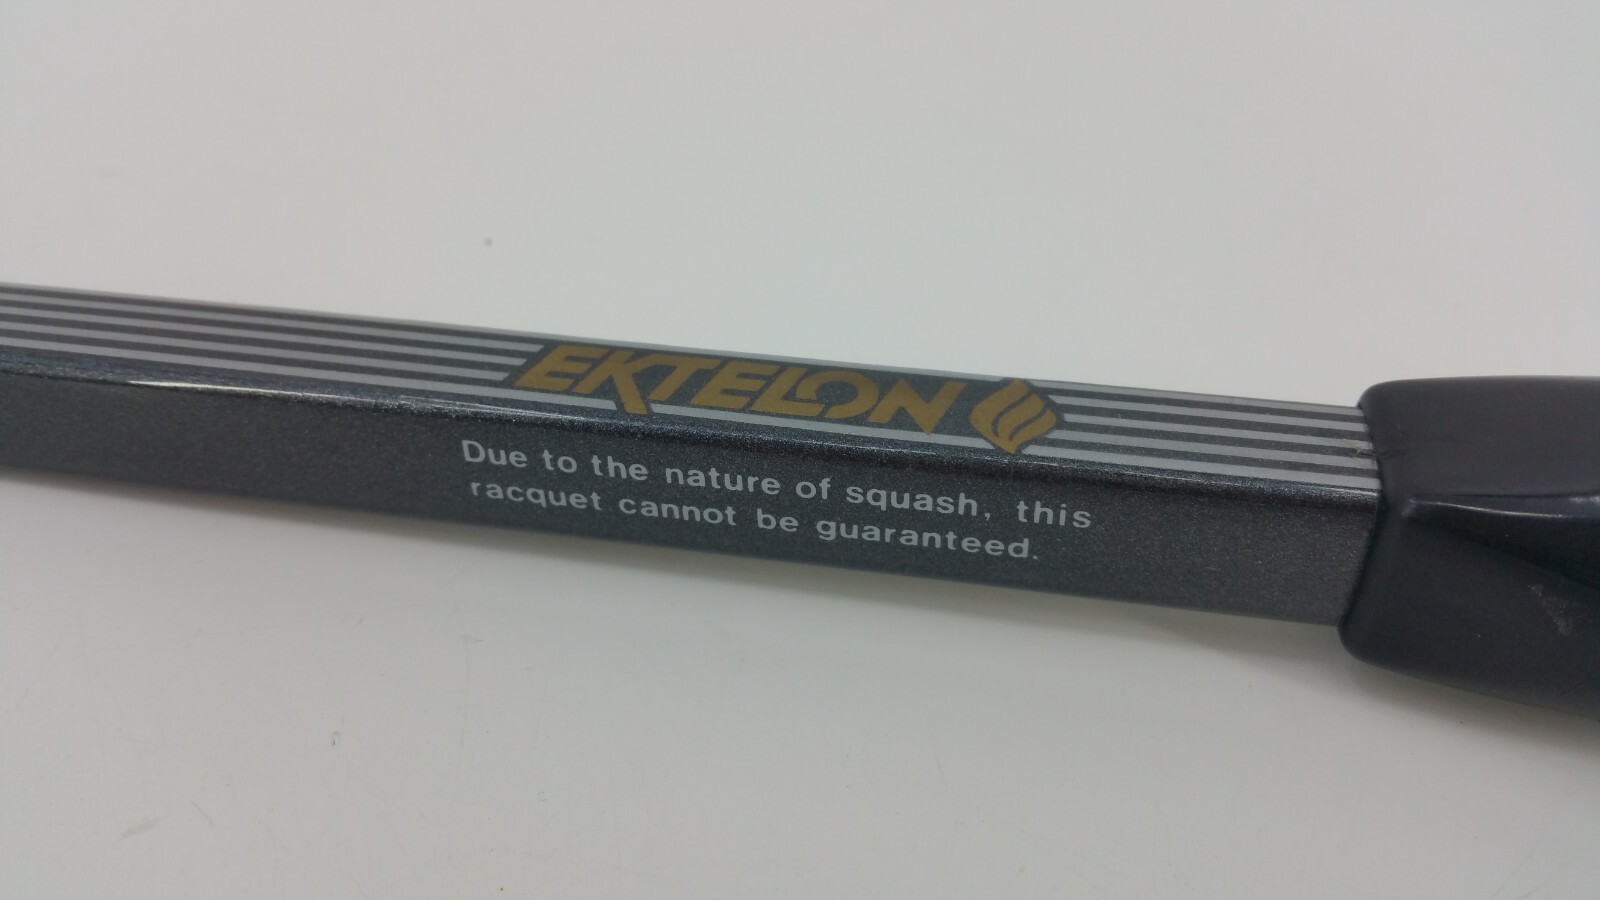 EKTELON
Due to the nature of squash, this
racquet cannot be guaranteed.